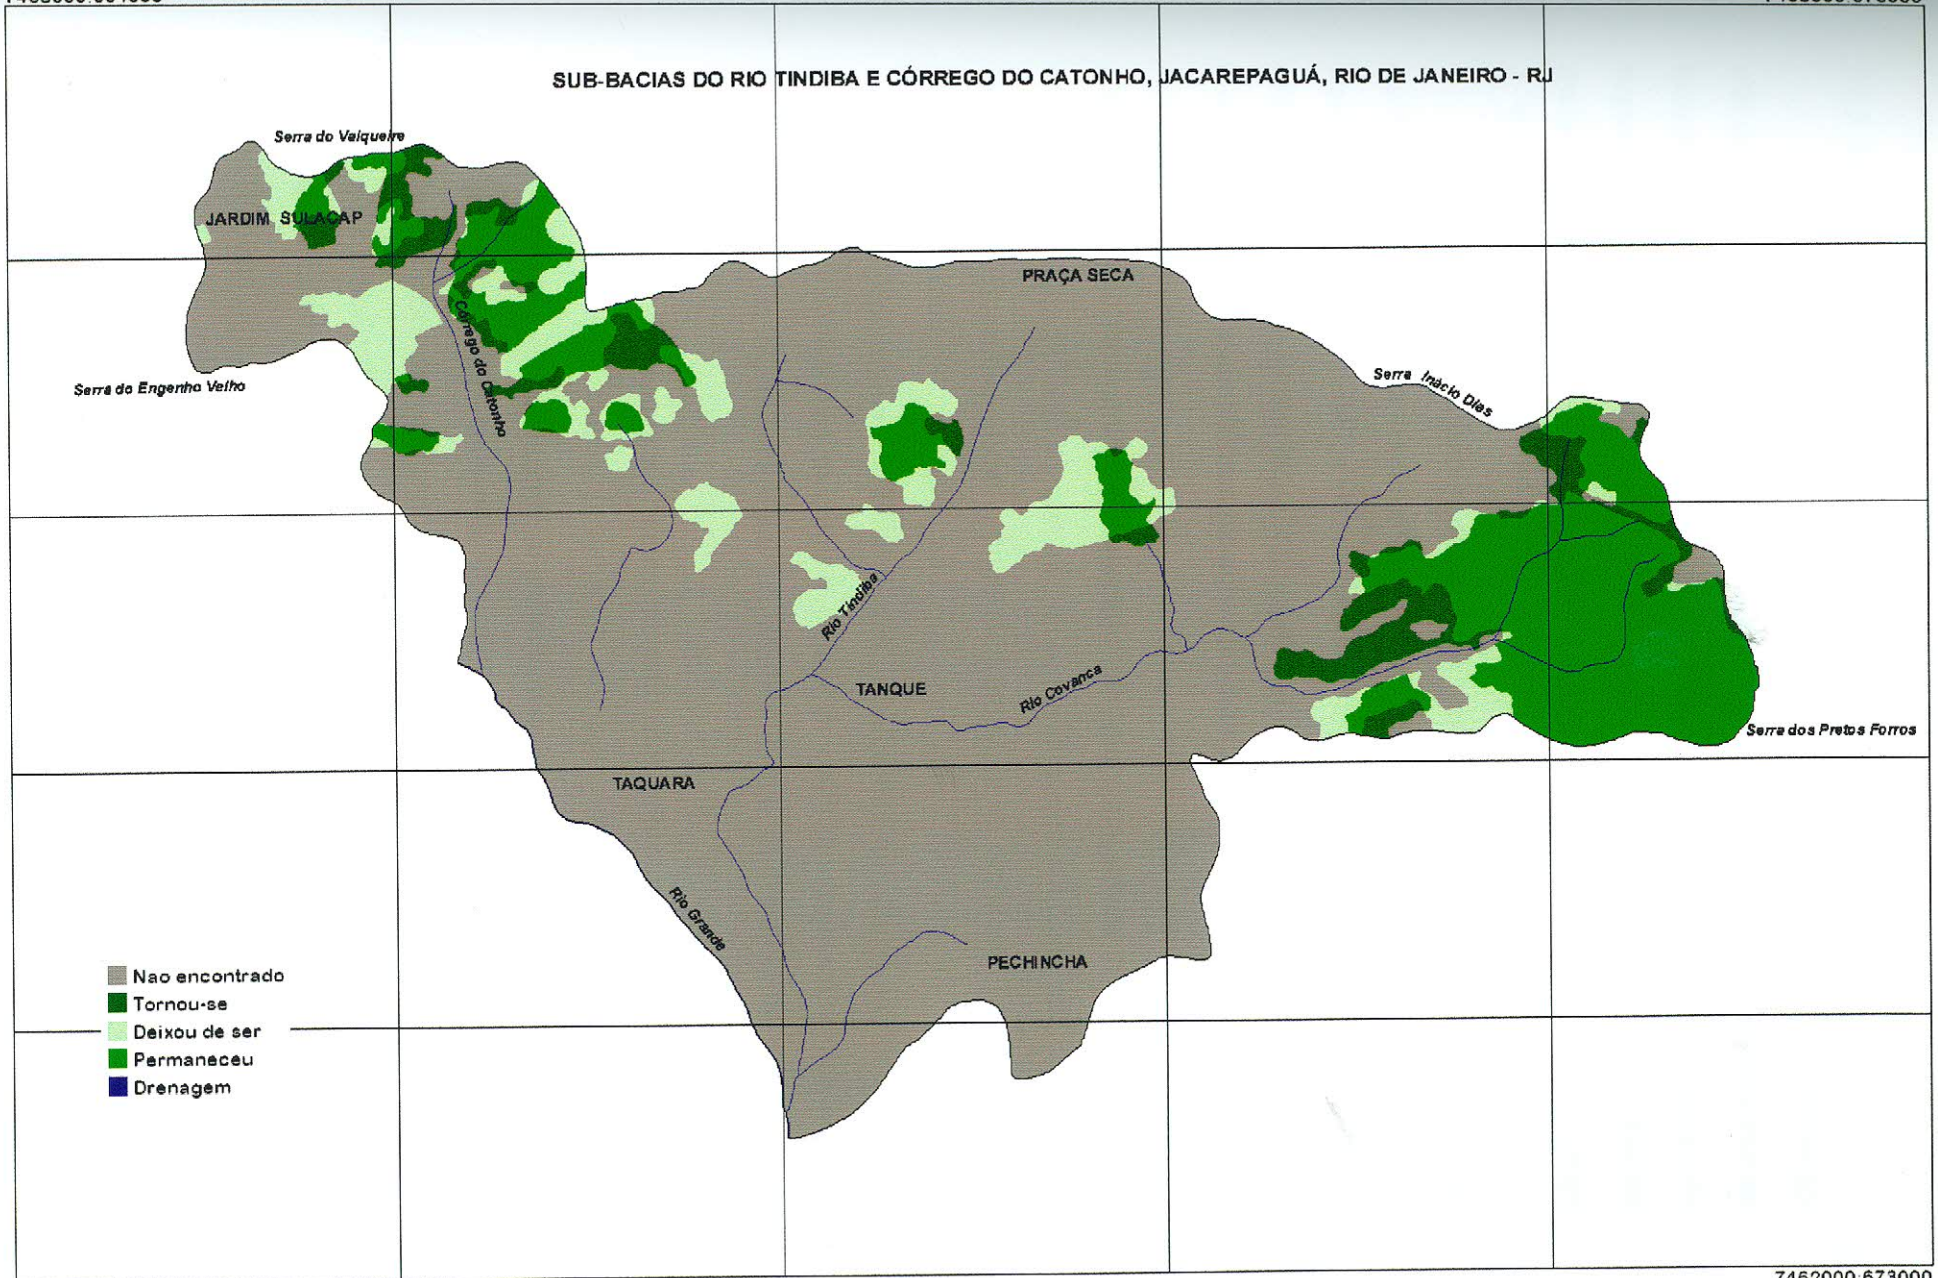 SUB-BACIAS DO RIO TINDIBA E CÓRREGO DO CATONHO, JACAREPAGUÁ, RIO DE JANEIRO - RJ
Serra do Valqueire
JARDIM SULACAP
PRAÇA SECA
Córrego do Catonho
Serra do Engenho Velho
Serra Inácio Dias
Rio Tindiba
TANQUE
Rio Covanca
Serra dos Pretos Forros
TAQUARA
Rio Grande
PECHINCHA
Nao encontrado
Tornou-se
Deixou de ser
Permaneceu
Drenagem
7462000:673000